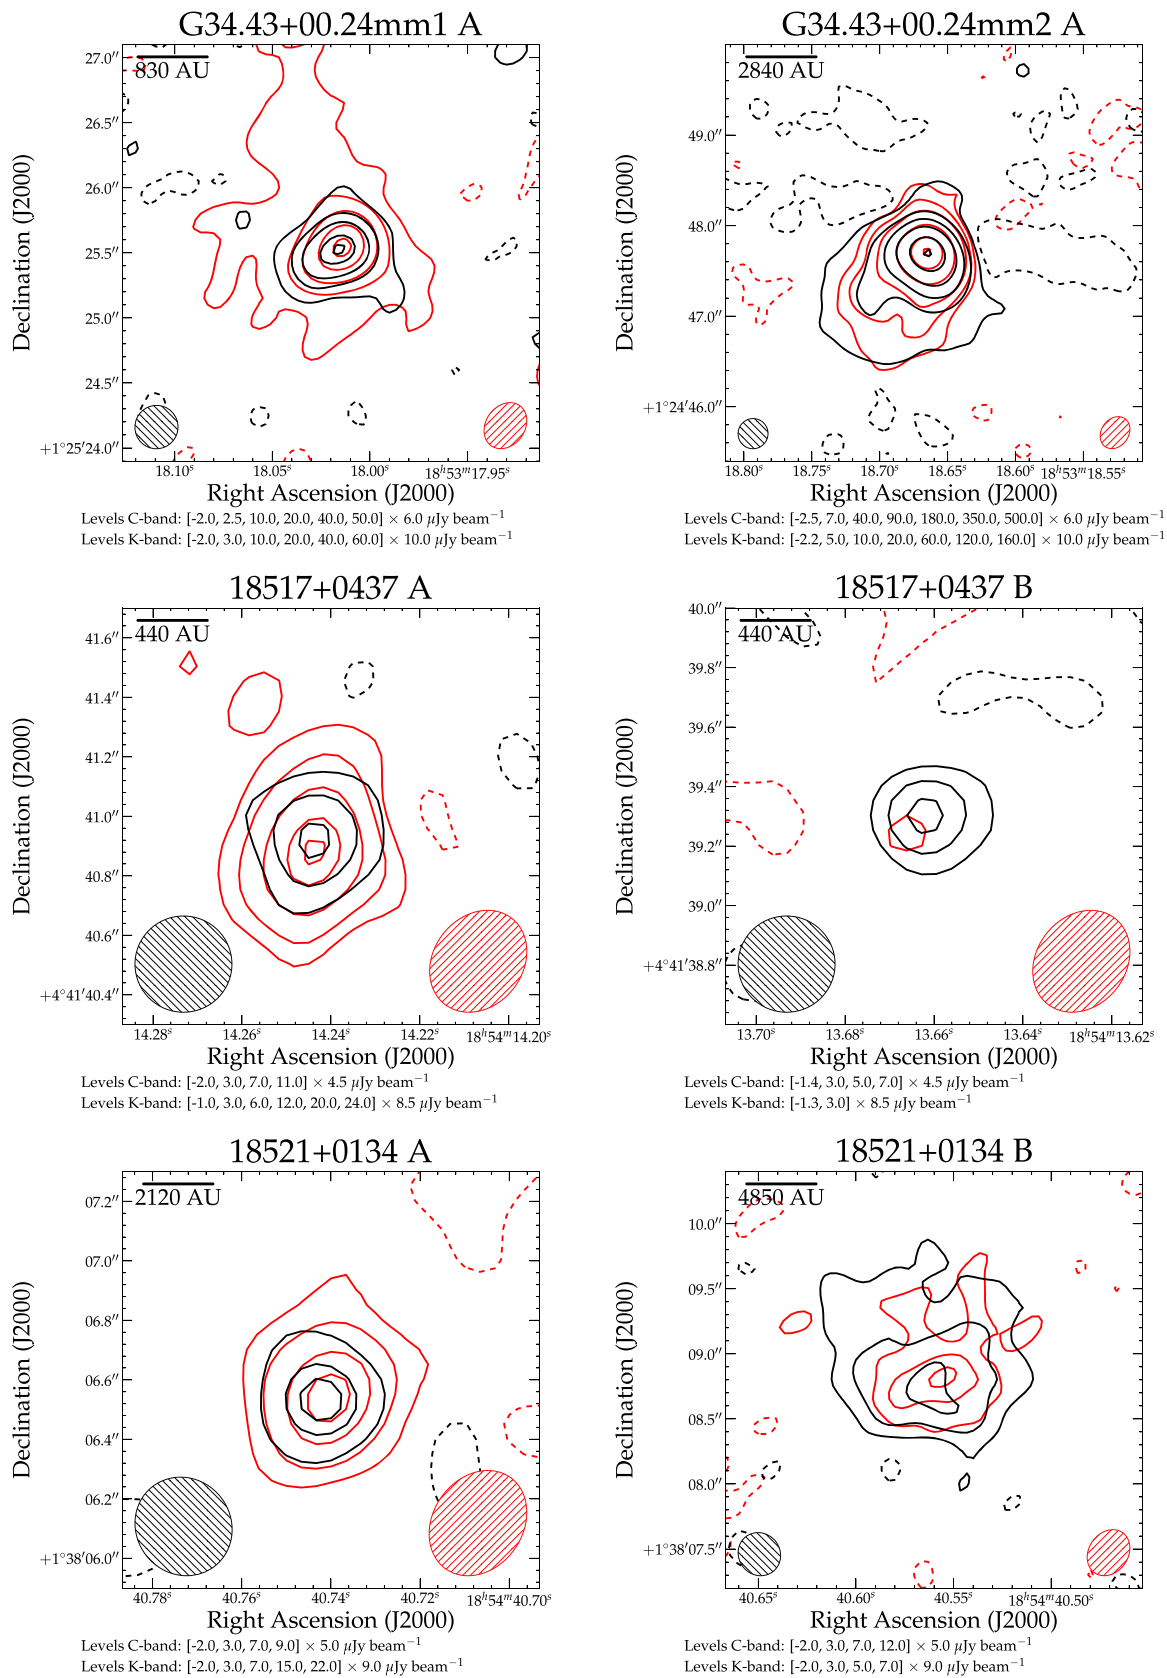 G34.43+00.24mm1 A
830 AU
27.0″
26.5″
26.0″
25.5″
25.0″
24.5″
+1°25′24.0″
Declination (J2000)
18.10ˢ 18.05ˢ 18.00ˢ 18ʰ53ᵐ17.95ˢ
Right Ascension (J2000)
Levels C-band: [-2.0, 2.5, 10.0, 20.0, 40.0, 50.0] × 6.0 μJy beam⁻¹
Levels K-band: [-2.0, 3.0, 10.0, 20.0, 40.0, 60.0] × 10.0 μJy beam⁻¹
G34.43+00.24mm2 A
2840 AU
49.0″
48.0″
47.0″
+1°24′46.0″
Declination (J2000)
18.80ˢ 18.75ˢ 18.70ˢ 18.65ˢ 18.60ˢ 18ʰ53ᵐ18.55ˢ
Right Ascension (J2000)
Levels C-band: [-2.5, 7.0, 40.0, 90.0, 180.0, 350.0, 500.0] × 6.0 μJy beam⁻¹
Levels K-band: [-2.2, 5.0, 10.0, 20.0, 60.0, 120.0, 160.0] × 10.0 μJy beam⁻¹
18517+0437 A
440 AU
41.6″
41.4″
41.2″
41.0″
40.8″
40.6″
+4°41′40.4″
Declination (J2000)
14.28ˢ 14.26ˢ 14.24ˢ 14.22ˢ 18ʰ54ᵐ14.20ˢ
Right Ascension (J2000)
Levels C-band: [-2.0, 3.0, 7.0, 11.0] × 4.5 μJy beam⁻¹
Levels K-band: [-1.0, 3.0, 6.0, 12.0, 20.0, 24.0] × 8.5 μJy beam⁻¹
18517+0437 B
440 AU
40.0″
39.8″
39.6″
39.4″
39.2″
39.0″
+4°41′38.8″
Declination (J2000)
13.70ˢ 13.68ˢ 13.66ˢ 13.64ˢ 18ʰ54ᵐ13.62ˢ
Right Ascension (J2000)
Levels C-band: [-1.4, 3.0, 5.0, 7.0] × 4.5 μJy beam⁻¹
Levels K-band: [-1.3, 3.0] × 8.5 μJy beam⁻¹
18521+0134 A
2120 AU
07.2″
07.0″
06.8″
06.6″
06.4″
06.2″
+1°38′06.0″
Declination (J2000)
40.78ˢ 40.76ˢ 40.74ˢ 40.72ˢ 18ʰ54ᵐ40.70ˢ
Right Ascension (J2000)
Levels C-band: [-2.0, 3.0, 7.0, 9.0] × 5.0 μJy beam⁻¹
Levels K-band: [-2.0, 3.0, 7.0, 15.0, 22.0] × 9.0 μJy beam⁻¹
18521+0134 B
4850 AU
10.0″
09.5″
09.0″
08.5″
08.0″
+1°38′07.5″
Declination (J2000)
40.65ˢ 40.60ˢ 40.55ˢ 18ʰ54ᵐ40.50ˢ
Right Ascension (J2000)
Levels C-band: [-2.0, 3.0, 7.0, 12.0] × 5.0 μJy beam⁻¹
Levels K-band: [-2.0, 3.0, 5.0, 7.0] × 9.0 μJy beam⁻¹